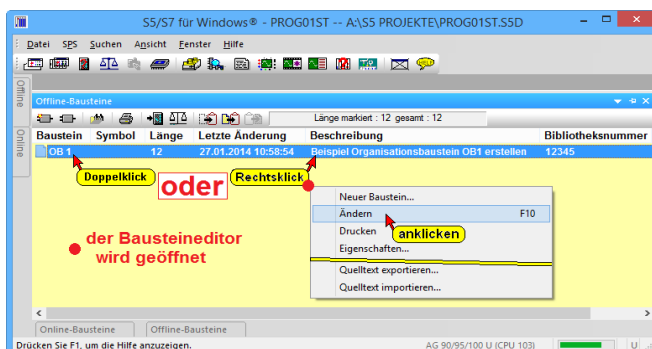 S5/S7 für Windows® - PROG01ST -- A:\S5 PROJEKTE\PROG01ST.S5D
Datei SPS Suchen Ansicht Fenster Hilfe
Offline
Offline-Bausteine
Länge markiert : 12 gesamt : 12
Online
Baustein Symbol Länge Letzte Änderung Beschreibung Bibliotheksnummer
OB 1 12 27.01.2014 10:58:54 Beispiel Organisationsbaustein OB1 erstellen 12345
Doppelklick oder Rechtsklick
Neuer Baustein...
Ändern F10
Drucken
anklicken
Eigenschaften...
Quelltext exportieren...
Quelltext importieren...
der Bausteineditor
wird geöffnet
Online-Bausteine Offline-Bausteine
Drücken Sie F1, um die Hilfe anzuzeigen. AG 90/95/100 U (CPU 103) U